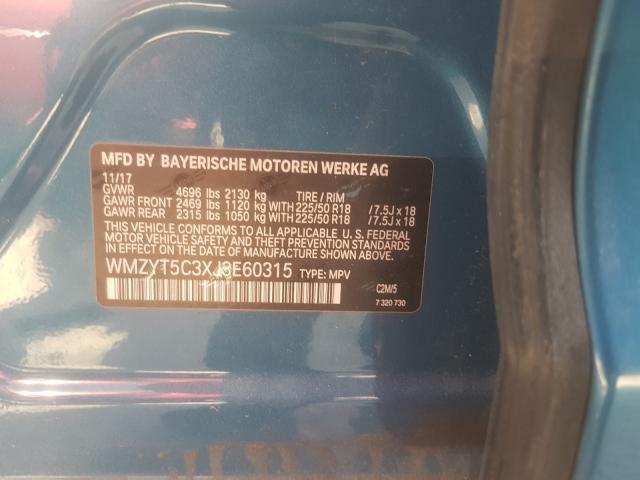 MFD BY BAYERISCHE MOTOREN WERKE AG
11/17
GVWR 4696 lbs 2130 kg TIRE / RIM
GAWR FRONT 2469 lbs 1120 kg WITH 225/50 R18 /7.5J x 18
GAWR REAR 2315 lbs 1050 kg WITH 225/50 R18 /7.5J x 18
THIS VEHICLE CONFORMS TO ALL APPLICABLE U.S. FEDERAL
MOTOR VEHICLE SAFETY, BUMPER AND THEFT PREVENTION
STANDARDS IN EFFECT ON THE DATE OF MANUFACTURE SHOWN ABOVE.
WMZYT5C3XJ3E60315 TYPE: MPV
C2M/5
7 320 730